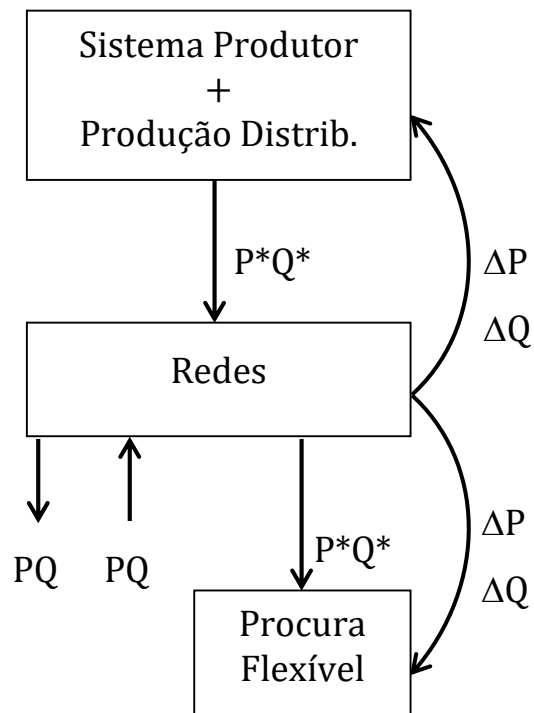 Sistema Produtor
+
Produção Distrib.
P*Q*
ΔP
ΔQ
Redes
PQ
PQ
P*Q*
ΔP
ΔQ
Procura
Flexível